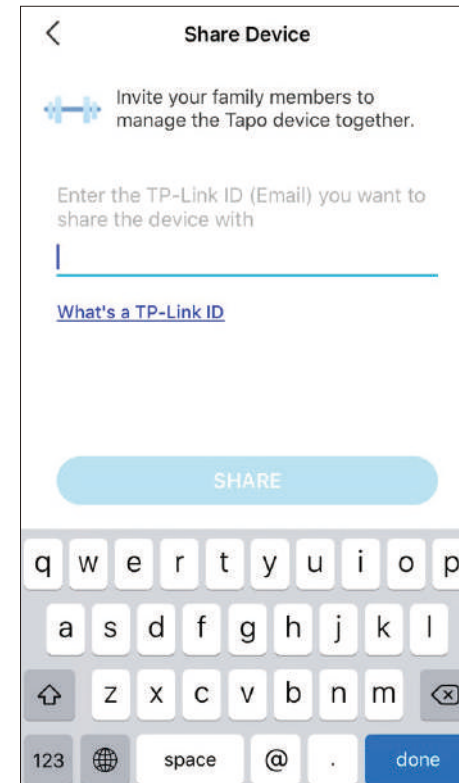 Share Device
Invite your family members to
manage the Tapo device together.
Enter the TP-Link ID (Email) you want to
share the device with
What's a TP-Link ID
SHARE
q w e r t y u i o p
a s d f g h j k l
z x c v b n m
123 space @ . done